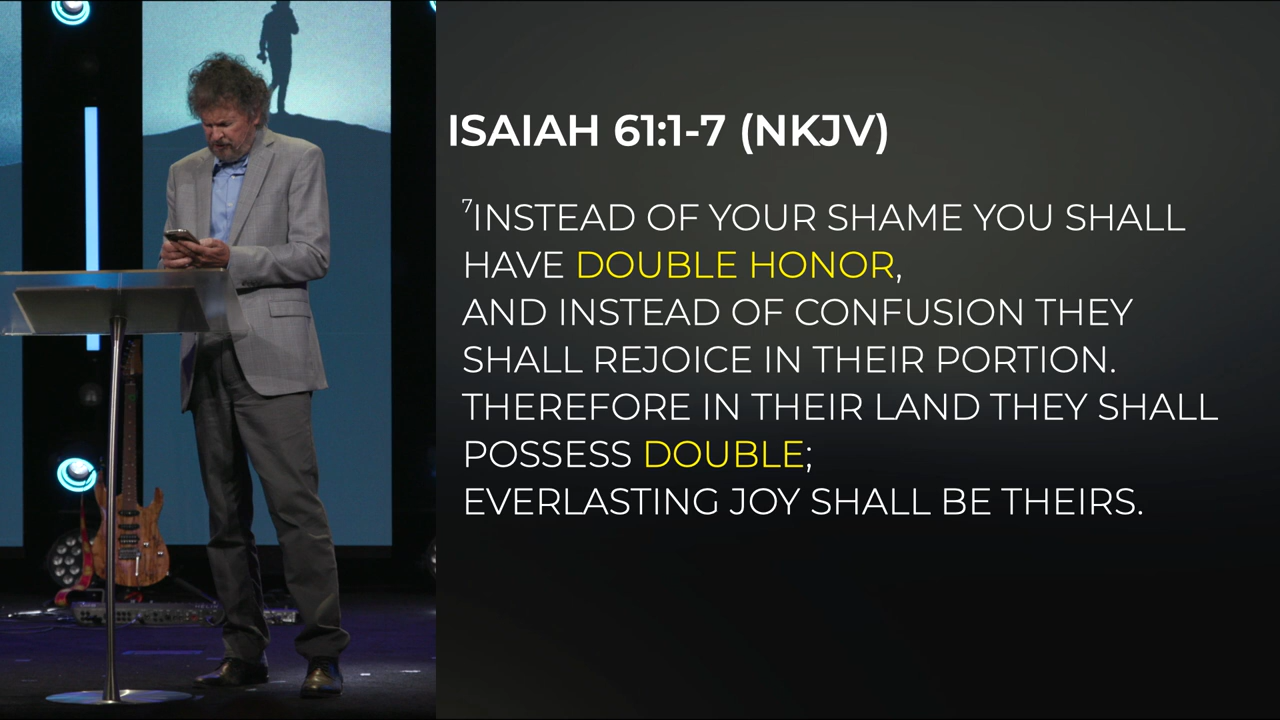 ISAIAH 61:1-7 (NKJV)
7INSTEAD OF YOUR SHAME YOU SHALL
HAVE DOUBLE HONOR,
AND INSTEAD OF CONFUSION THEY
SHALL REJOICE IN THEIR PORTION.
THEREFORE IN THEIR LAND THEY SHALL
POSSESS DOUBLE;
EVERLASTING JOY SHALL BE THEIRS.